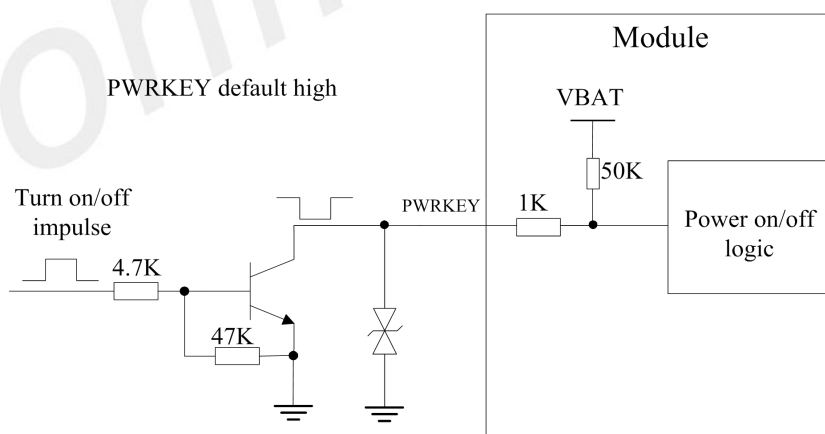 Module
PWRKEY default high
VBAT
50K
Turn on/off
impulse
PWRKEY
1K
Power on/off
logic
4.7K
47K